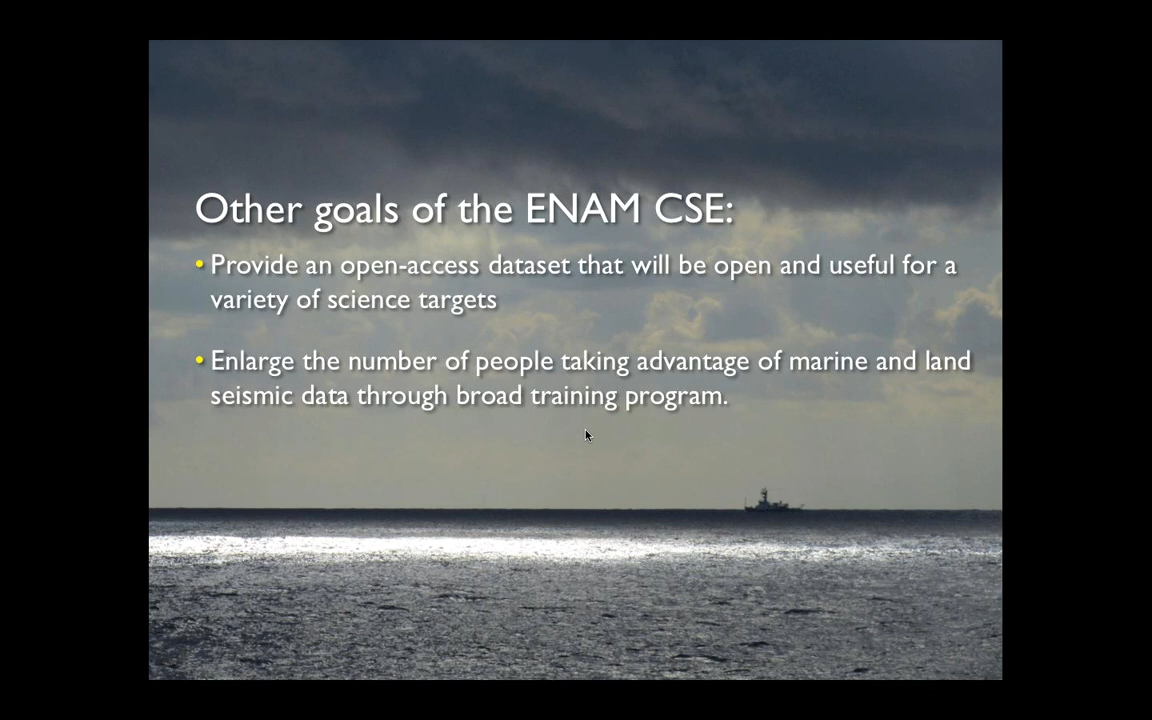 Other goals of the ENAM CSE:
• Provide an open-access dataset that will be open and useful for a
variety of science targets
• Enlarge the number of people taking advantage of marine and land
seismic data through broad training program.